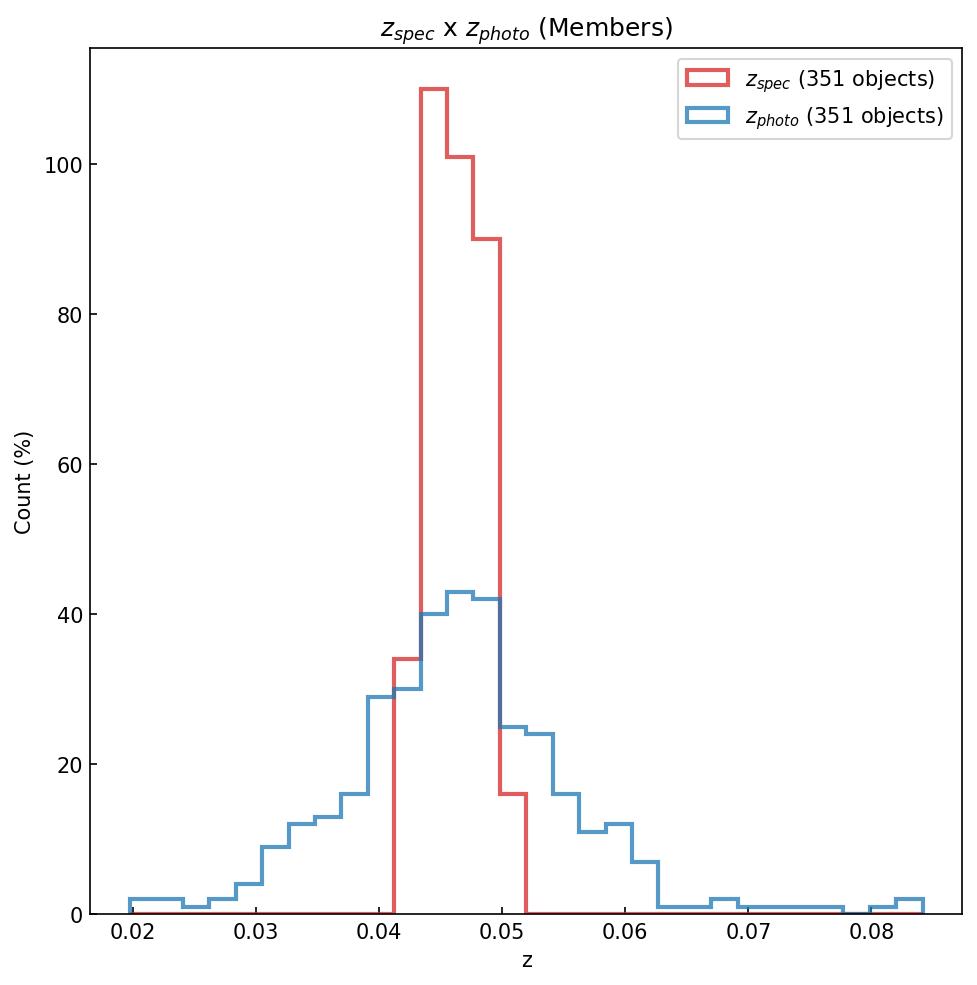 z_spec x z_photo (Members)
z_spec (351 objects)
z_photo (351 objects)
Count (%)
100
80
60
40
20
0
0.02 0.03 0.04 0.05 0.06 0.07 0.08
z